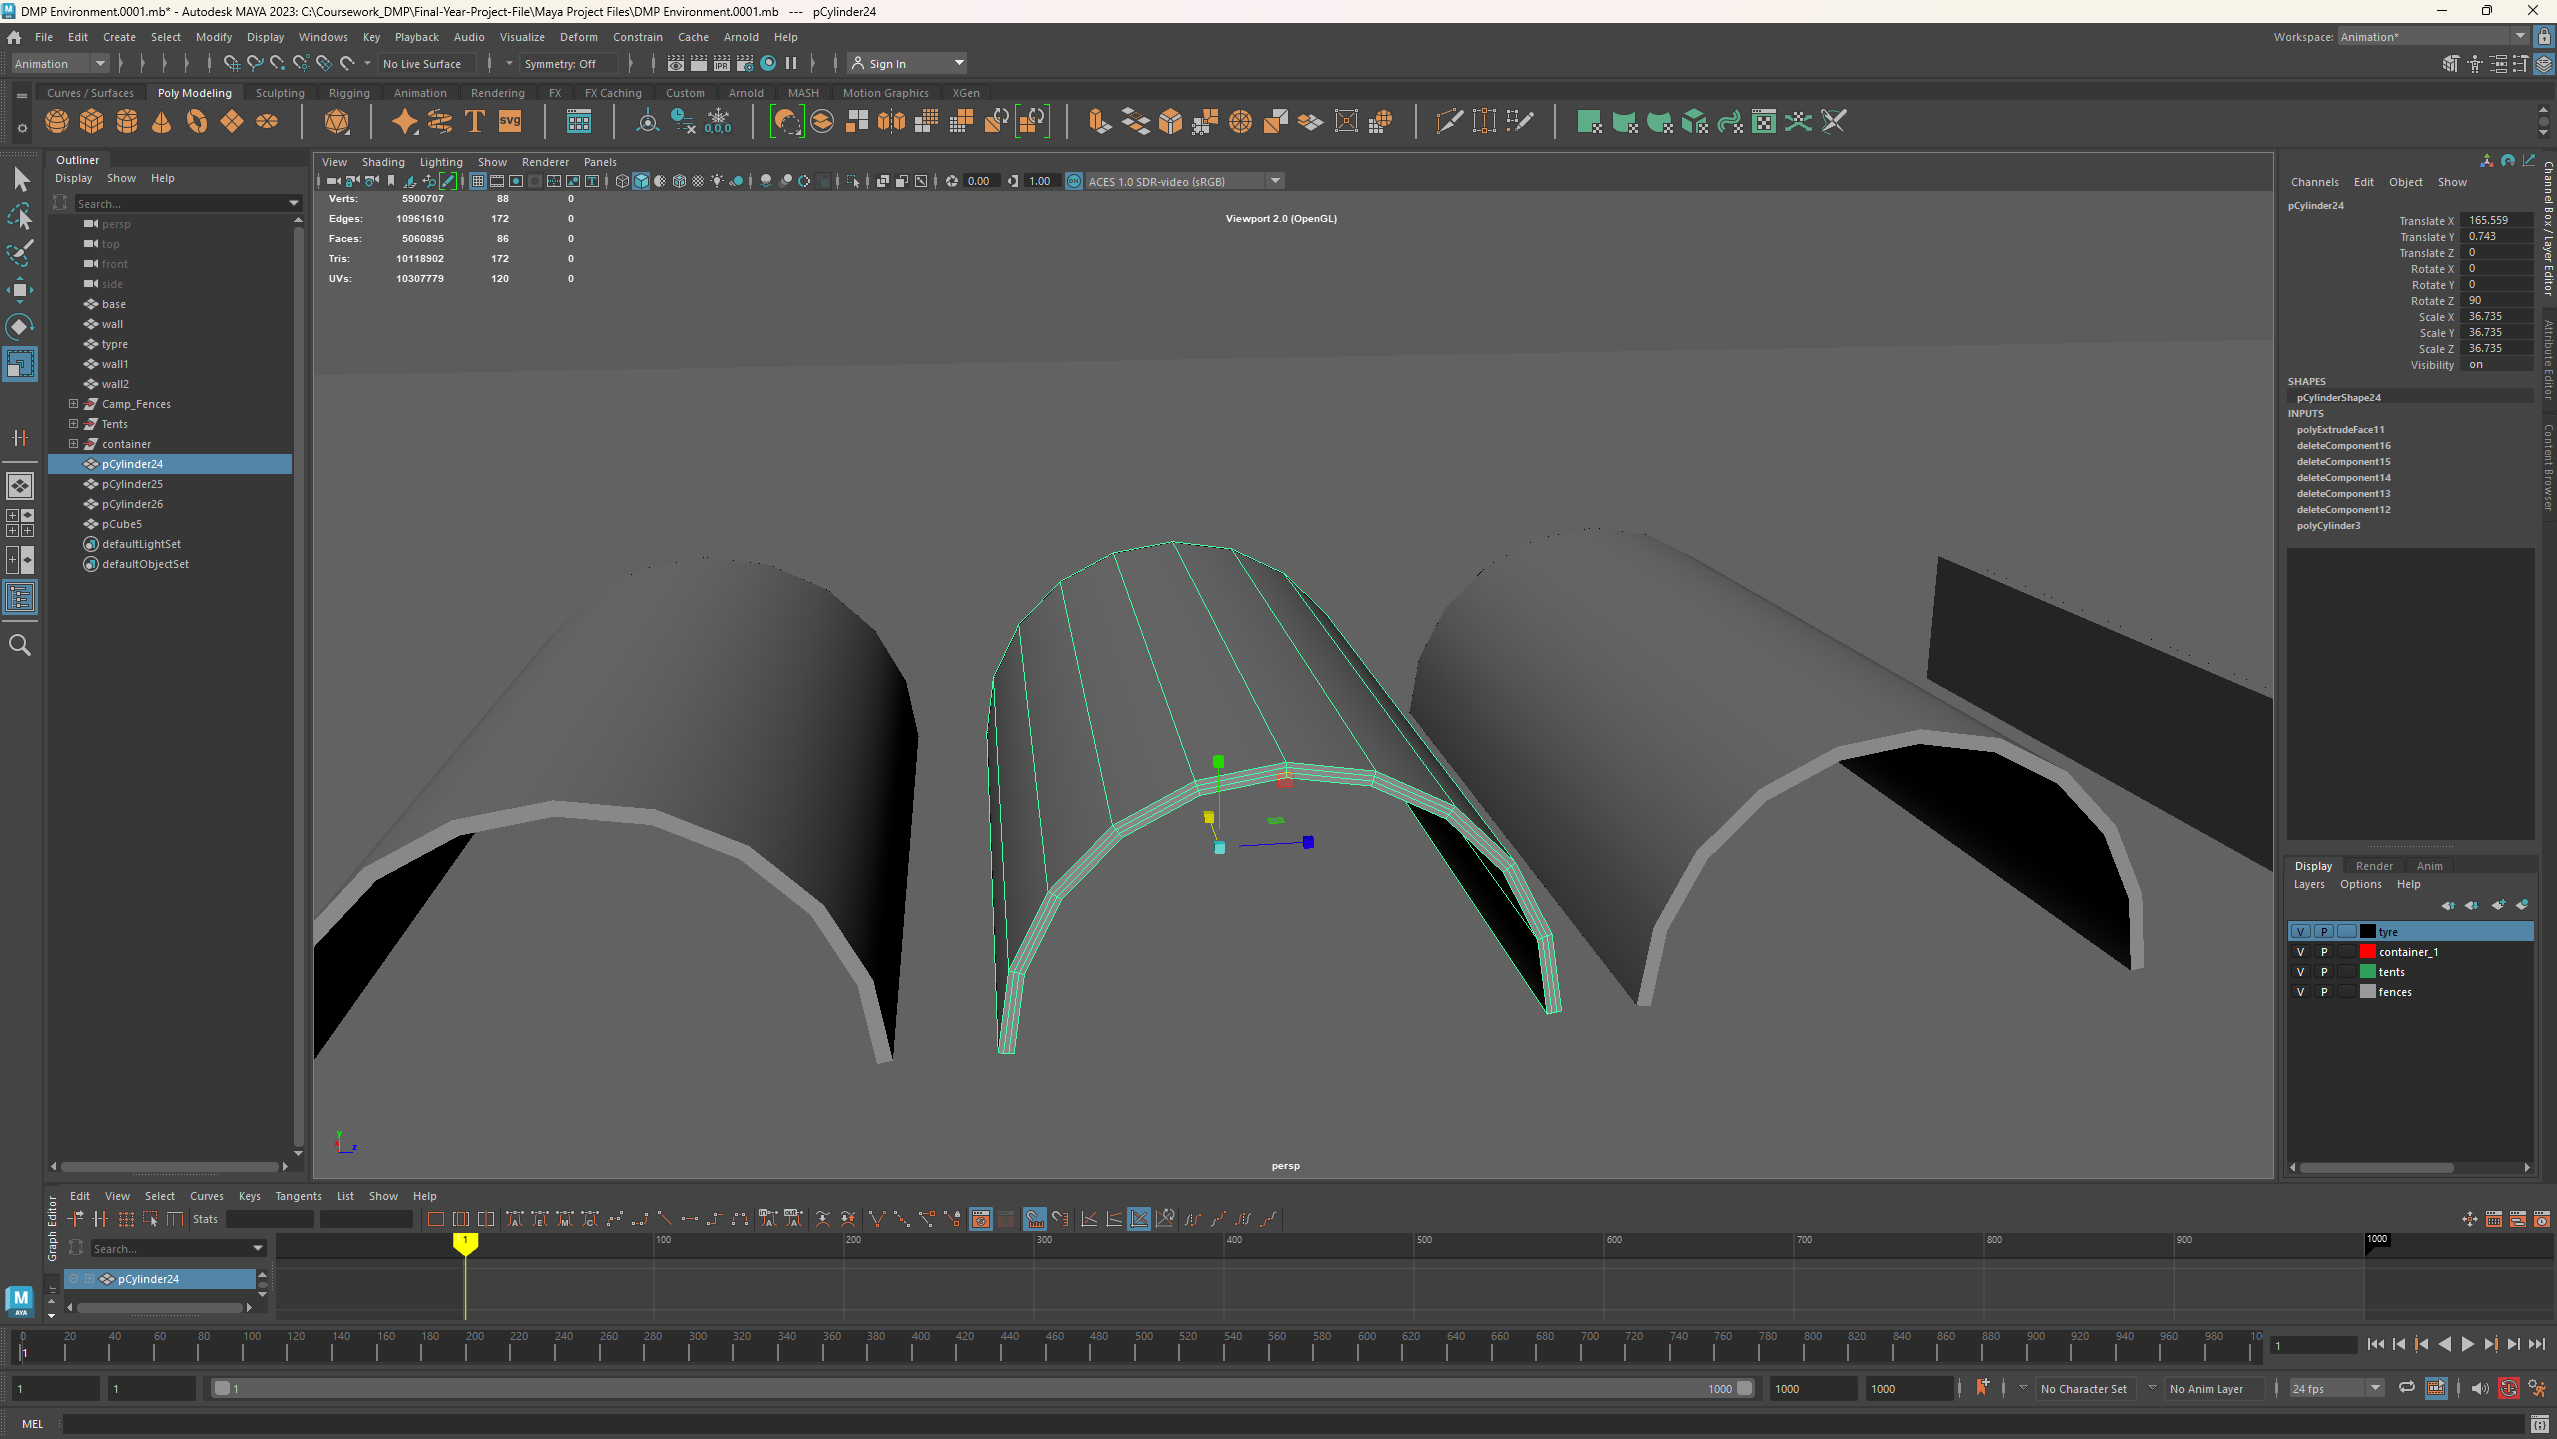 DMP Environment.0001.mb* - Autodesk MAYA 2023: C:\Coursework_DMP\Final-Year-Project-File\Maya Project Files\DMP Environment.0001.mb --- pCylinder24
File Edit Create Select Modify Display Windows Key Playback Audio Visualize Deform Constrain Cache Arnold Help
Workspace: Animation*
Animation No Live Surface Symmetry: Off Sign In
Curves / Surfaces Poly Modeling Sculpting Rigging Animation Rendering FX FX Caching Custom Arnold MASH Motion Graphics XGen
Outliner
Display Show Help
Search...
persp
top
front
side
base
wall
typre
wall1
wall2
Camp_Fences
Tents
container
pCylinder24
pCylinder25
pCylinder26
pCube5
defaultLightSet
defaultObjectSet
View Shading Lighting Show Renderer Panels
0.00 1.00 ACES 1.0 SDR-video (sRGB)
Verts: 5900707 88 0
Edges: 10961610 172 0
Faces: 5060895 86 0
Tris: 10118902 172 0
UVs: 10307779 120 0
Viewport 2.0 (OpenGL)
y
z
persp
Channels Edit Object Show
pCylinder24
Translate X 165.559
Translate Y 0.743
Translate Z 0
Rotate X 0
Rotate Y 0
Rotate Z 90
Scale X 36.735
Scale Y 36.735
Scale Z 36.735
Visibility on
SHAPES
pCylinderShape24
INPUTS
polyExtrudeFace11
deleteComponent16
deleteComponent15
deleteComponent14
deleteComponent13
deleteComponent12
polyCylinder3
Channel Box / Layer Editor
Attribute Editor
Content Browser
Display Render Anim
Layers Options Help
V P tyre
V P container_1
V P tents
V P fences
Graph Editor
Edit View Select Curves Keys Tangents List Show Help
Stats
Search...
pCylinder24
1 100 200 300 400 500 600 700 800 900 1000
0 20 40 60 80 100 120 140 160 180 200 220 240 260 280 300 320 340 360 380 400 420 440 460 480 500 520 540 560 580 600 620 640 660 680 700 720 740 760 780 800 820 840 860 880 900 920 940 960 980 10
1
1
1 1 1 1000 1000 1000 No Character Set No Anim Layer 24 fps
MEL